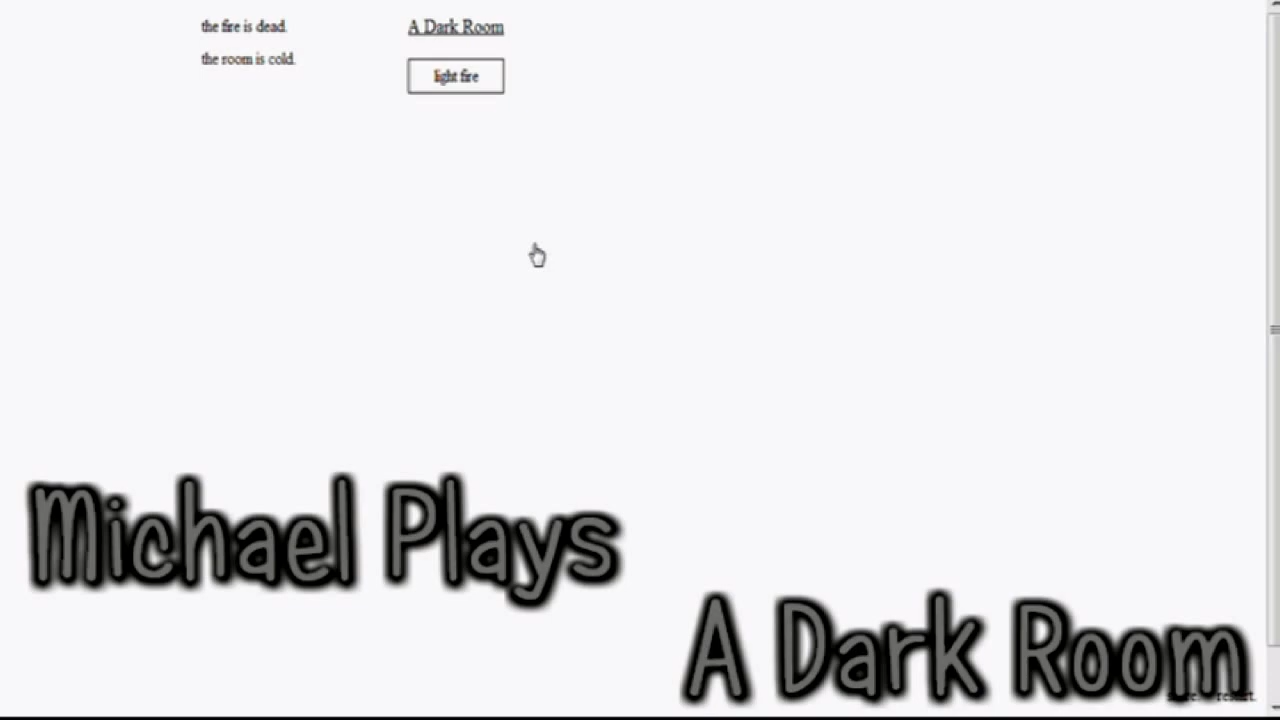 the fire is dead.
A Dark Room
the room is cold.
light fire
Michael Plays
A Dark Room